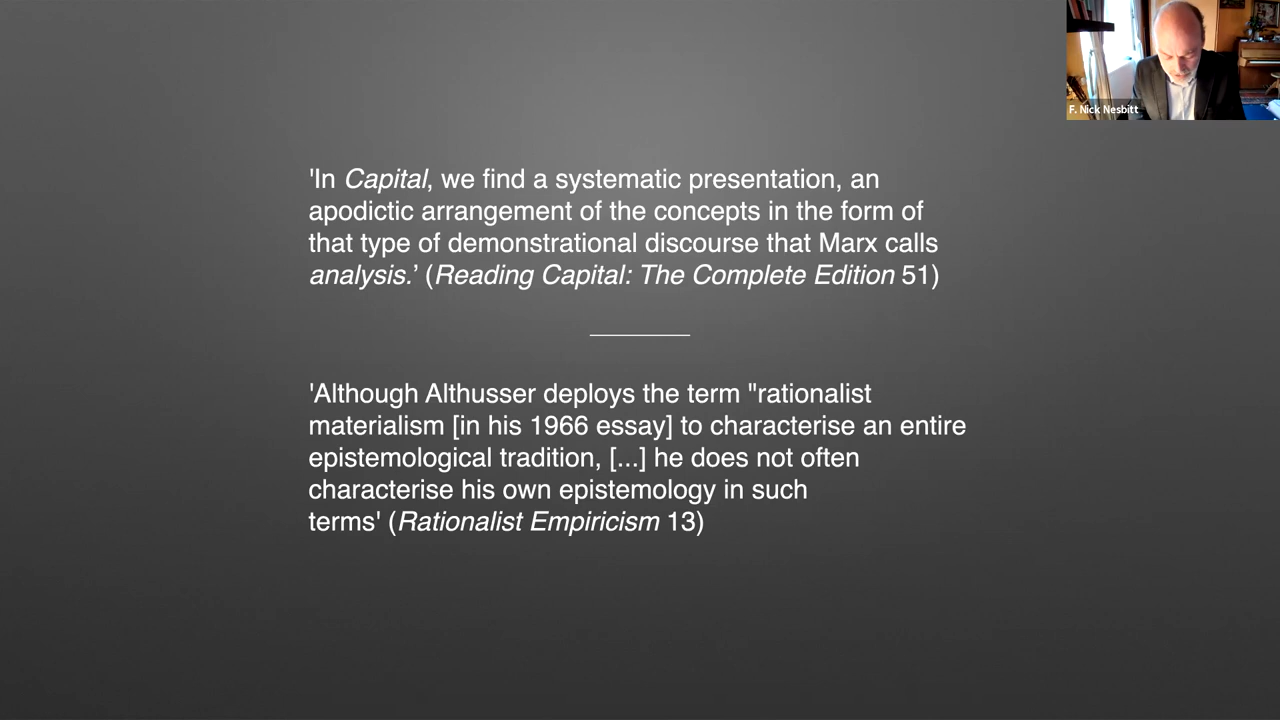 F. Nick Nesbitt
'In Capital, we find a systematic presentation, an
apodictic arrangement of the concepts in the form of
that type of demonstrational discourse that Marx calls
analysis.’ (Reading Capital: The Complete Edition 51)
'Although Althusser deploys the term "rationalist
materialism [in his 1966 essay] to characterise an entire
epistemological tradition, [...] he does not often
characterise his own epistemology in such
terms' (Rationalist Empiricism 13)